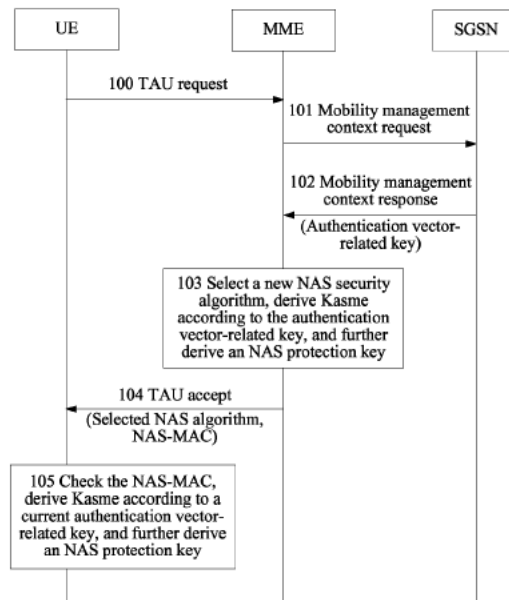 UE
MME
SGSN
100 TAU request
101 Mobility management
context request
102 Mobility management
context response
(Authentication vector-
related key)
103 Select a new NAS security
algorithm, derive Kasme
according to the authentication
vector-related key, and further
derive an NAS protection key
104 TAU accept
(Selected NAS algorithm,
NAS-MAC)
105 Check the NAS-MAC,
derive Kasme according to a
current authentication vector-
related key, and further derive
an NAS protection key